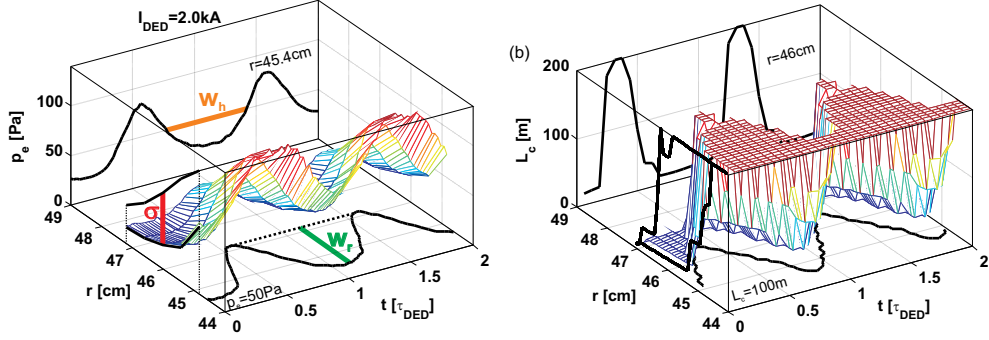 I_DED=2.0kA
r=45.4cm
W_h
p_e [Pa]
100
50
0
σ
W_r
p_e=50Pa
49
48
47
46
45
44
r [cm]
0
0.5
1
1.5
2
t [τ_DED]
(b)
r=46cm
L_c [m]
200
100
0
L_c=100m
49
48
47
46
45
44
r [cm]
0
0.5
1
1.5
2
t [τ_DED]